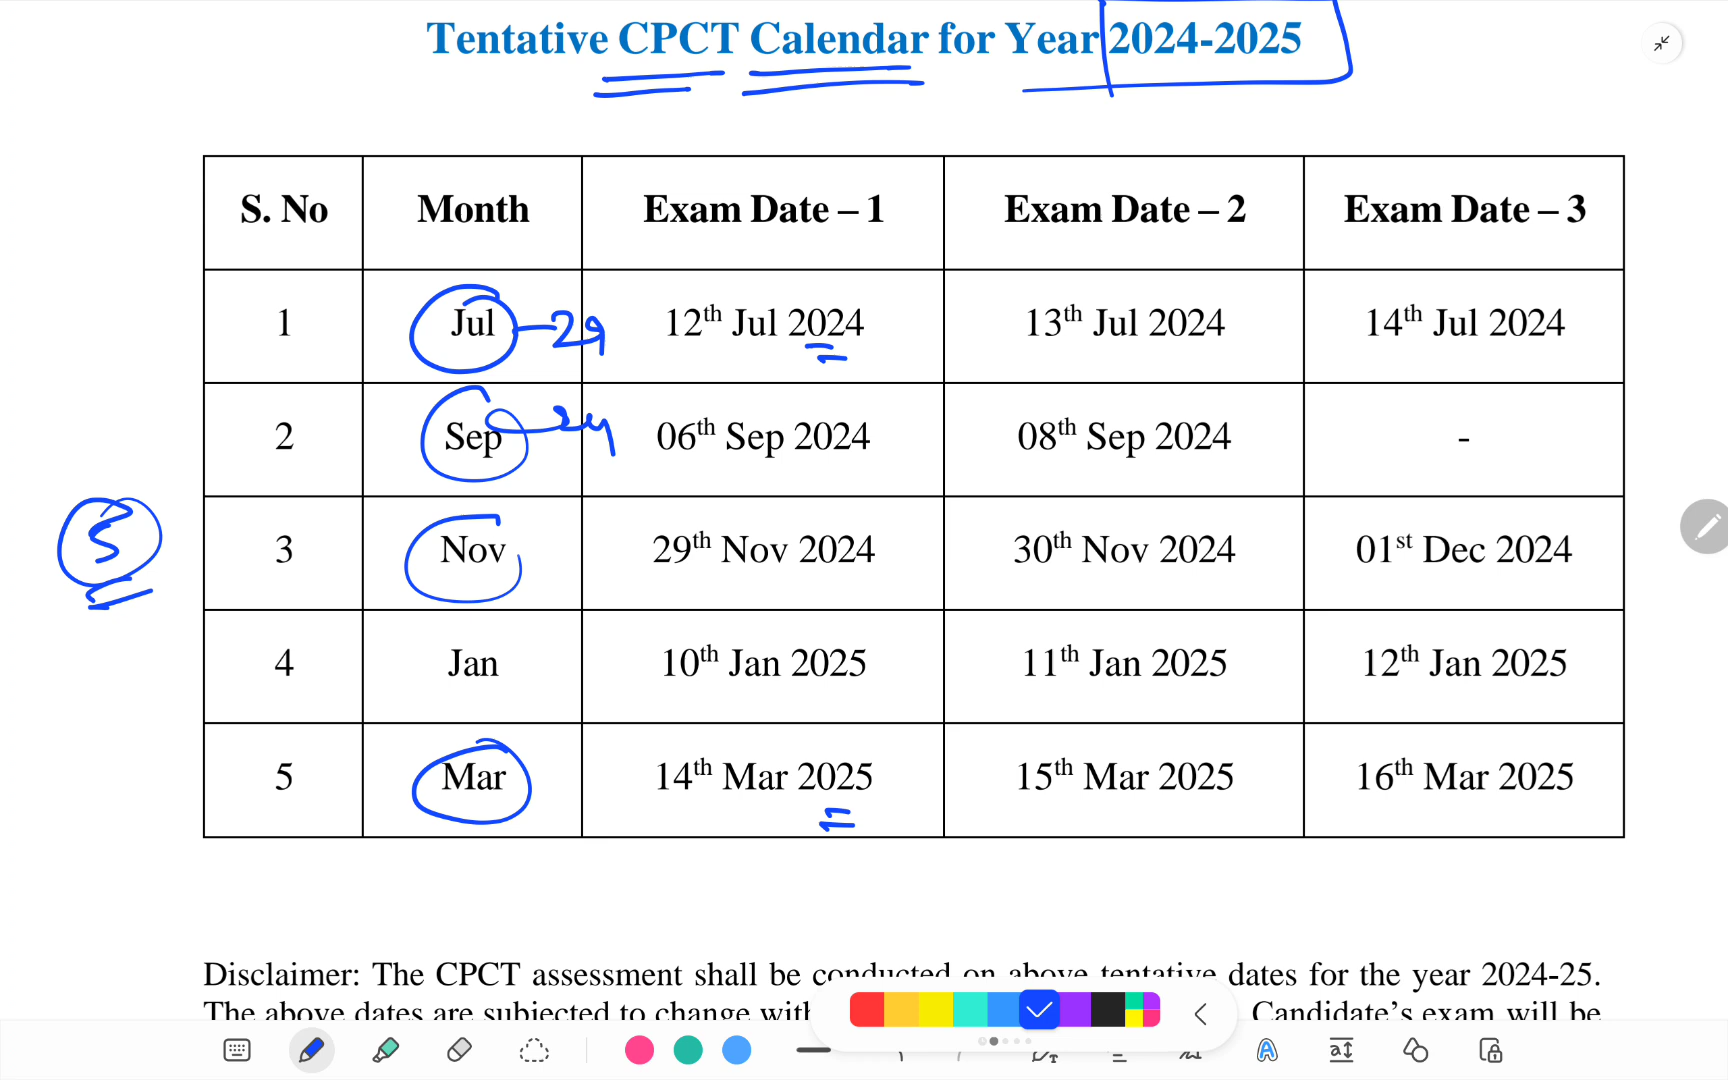 Tentative CPCT Calendar for Year 2024-2025
S. No Month Exam Date – 1 Exam Date – 2 Exam Date – 3
1 Jul -24 12th Jul 2024 13th Jul 2024 14th Jul 2024
2 Sep 24 06th Sep 2024 08th Sep 2024 -
5
3 Nov 29th Nov 2024 30th Nov 2024 01st Dec 2024
4 Jan 10th Jan 2025 11th Jan 2025 12th Jan 2025
5 Mar 14th Mar 2025 15th Mar 2025 16th Mar 2025
Disclaimer: The CPCT assessment shall be conducted on above tentative dates for the year 2024-25.
The above dates are subjected to change Candidate’s exam will be